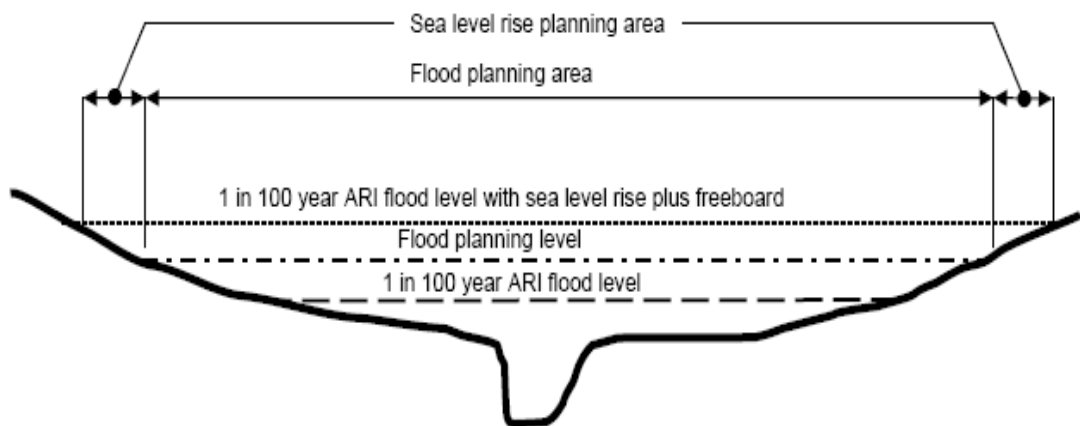 Sea level rise planning area
Flood planning area
1 in 100 year ARI flood level with sea level rise plus freeboard
Flood planning level
1 in 100 year ARI flood level